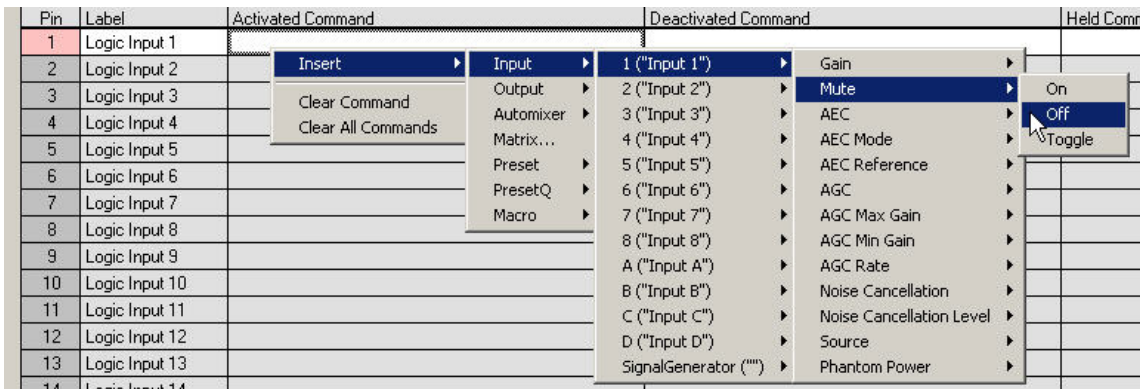 Pin Label Activated Command Deactivated Command Held Comm
1 Logic Input 1
2 Logic Input 2
3 Logic Input 3
4 Logic Input 4
5 Logic Input 5
6 Logic Input 6
7 Logic Input 7
8 Logic Input 8
9 Logic Input 9
10 Logic Input 10
11 Logic Input 11
12 Logic Input 12
13 Logic Input 13
14 Logic Input 14
Insert
Clear Command
Clear All Commands
Input
Output
Automixer
Matrix...
Preset
PresetQ
Macro
1 ("Input 1")
2 ("Input 2")
3 ("Input 3")
4 ("Input 4")
5 ("Input 5")
6 ("Input 6")
7 ("Input 7")
8 ("Input 8")
A ("Input A")
B ("Input B")
C ("Input C")
D ("Input D")
SignalGenerator ("")
Gain
Mute
AEC
AEC Mode
AEC Reference
AGC
AGC Max Gain
AGC Min Gain
AGC Rate
Noise Cancellation
Noise Cancellation Level
Source
Phantom Power
On
Off
Toggle